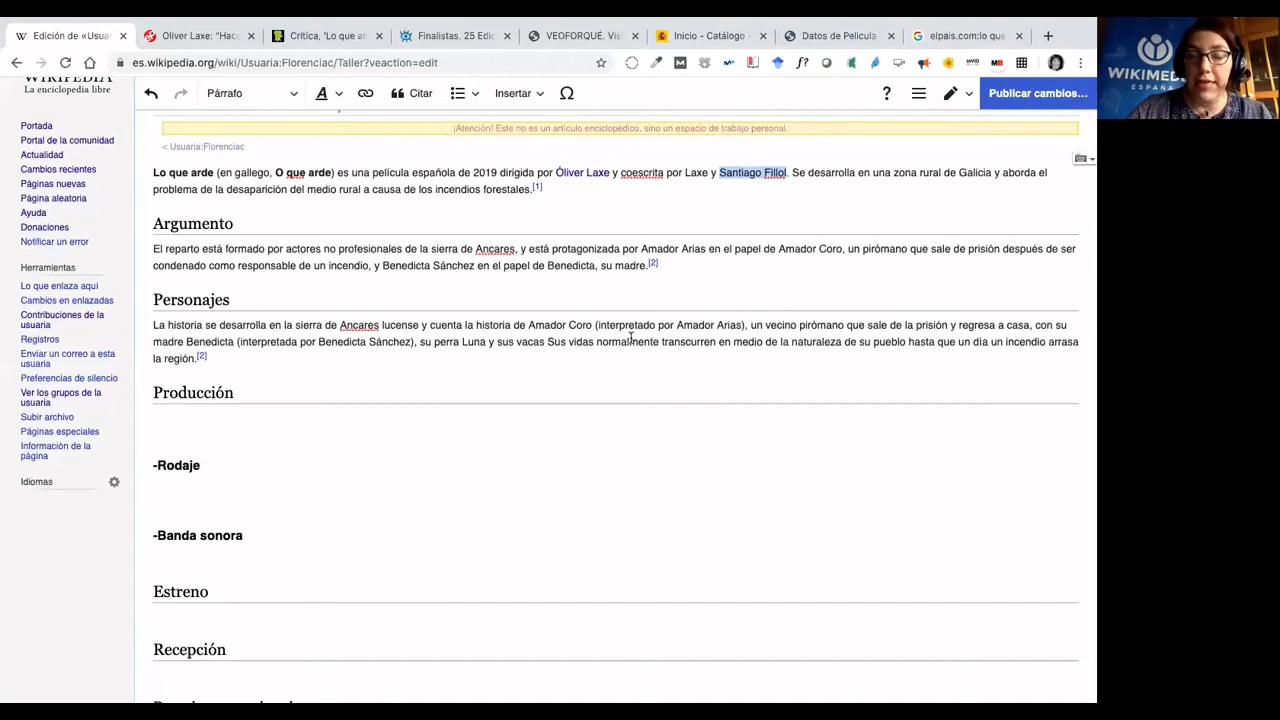 Edición de «Usuar
Oliver Laxe: "Hace
Crítica, 'Lo que ar
Finalistas. 25 Edic
VEOFORQUÉ. Visi
Inicio - Catálogo
Datos de Pelicula
elpais.com:lo que
es.wikipedia.org/wiki/Usuaria:Florenciac/Taller?veaction=edit
WIKIPEDIA
La enciclopedia libre
Párrafo
A
Citar
Insertar
Ω
?
Publicar cambios…
WIKIMEDIA
ESPAÑA
Portada
Portal de la comunidad
Actualidad
Cambios recientes
Páginas nuevas
Página aleatoria
Ayuda
Donaciones
Notificar un error
Herramientas
Lo que enlaza aquí
Cambios en enlazadas
Contribuciones de la
usuaria
Registros
Enviar un correo a esta
usuaria
Preferencias de silencio
Ver los grupos de la
usuaria
Subir archivo
Páginas especiales
Información de la
página
Idiomas
¡Atención! Este no es un artículo enciclopédico, sino un espacio de trabajo personal.
< Usuaria:Florenciac
Lo que arde (en gallego, O que arde) es una película española de 2019 dirigida por Óliver Laxe y coescrita por Laxe y Santiago Fillol. Se desarrolla en una zona rural de Galicia y aborda el
problema de la desaparición del medio rural a causa de los incendios forestales.[1]
Argumento
El reparto está formado por actores no profesionales de la sierra de Ancares, y está protagonizada por Amador Arias en el papel de Amador Coro, un pirómano que sale de prisión después de ser
condenado como responsable de un incendio, y Benedicta Sánchez en el papel de Benedicta, su madre.[2]
Personajes
La historia se desarrolla en la sierra de Ancares lucense y cuenta la historia de Amador Coro (interpretado por Amador Arias), un vecino pirómano que sale de la prisión y regresa a casa, con su
madre Benedicta (interpretada por Benedicta Sánchez), su perra Luna y sus vacas Sus vidas normalmente transcurren en medio de la naturaleza de su pueblo hasta que un día un incendio arrasa
la región.[2]
Producción
-Rodaje
-Banda sonora
Estreno
Recepción